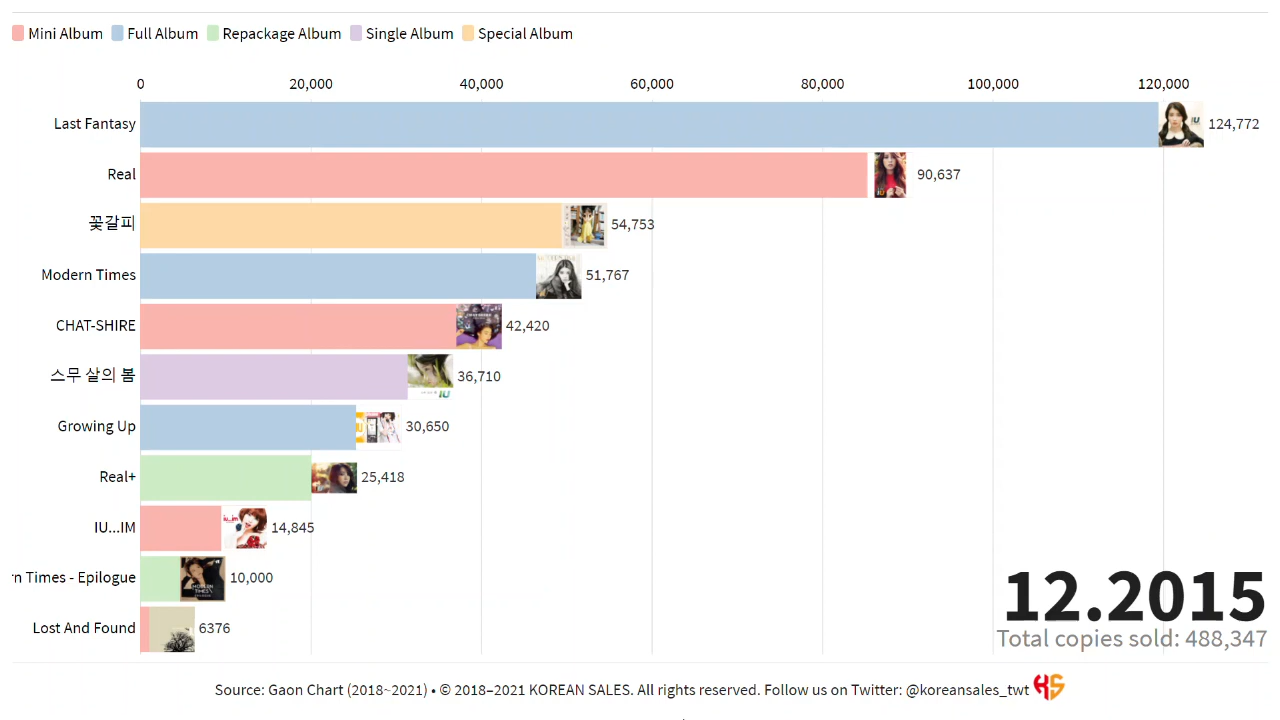 Mini Album Full Album Repackage Album Single Album Special Album
0 20,000 40,000 60,000 80,000 100,000 120,000
Last Fantasy 124,772
Real 90,637
꽃갈피 54,753
Modern Times 51,767
CHAT-SHIRE 42,420
스무 살의 봄 36,710
Growing Up 30,650
Real+ 25,418
IU...IM 14,845
n Times - Epilogue 10,000
Lost And Found 6376
12.2015
Total copies sold: 488,347
Source: Gaon Chart (2018~2021) • © 2018–2021 KOREAN SALES. All rights reserved. Follow us on Twitter: @koreansales_twt